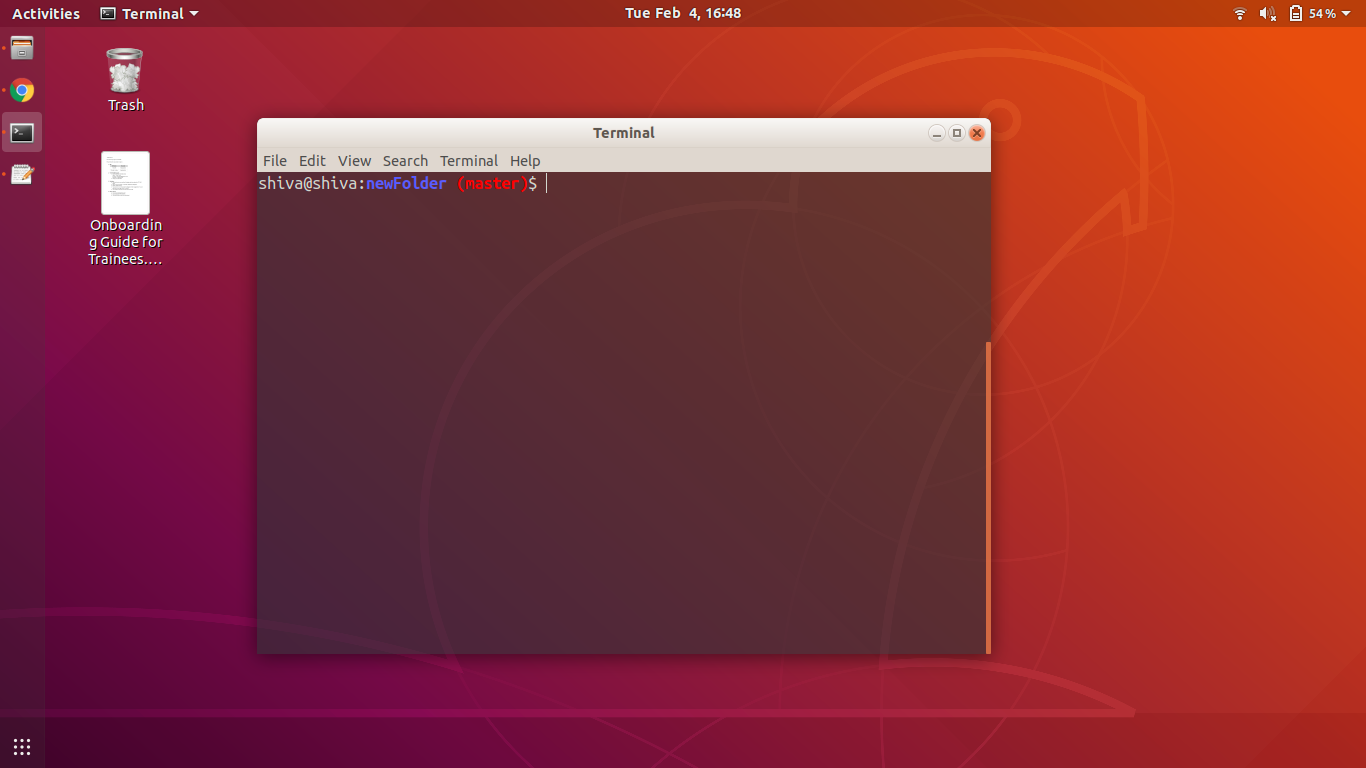 Activities
Terminal
Tue Feb 4, 16:48
54 %
Trash
Onboardin
g Guide for
Trainees.…
Terminal
File Edit View Search Terminal Help
shiva@shiva:newFolder (master)$